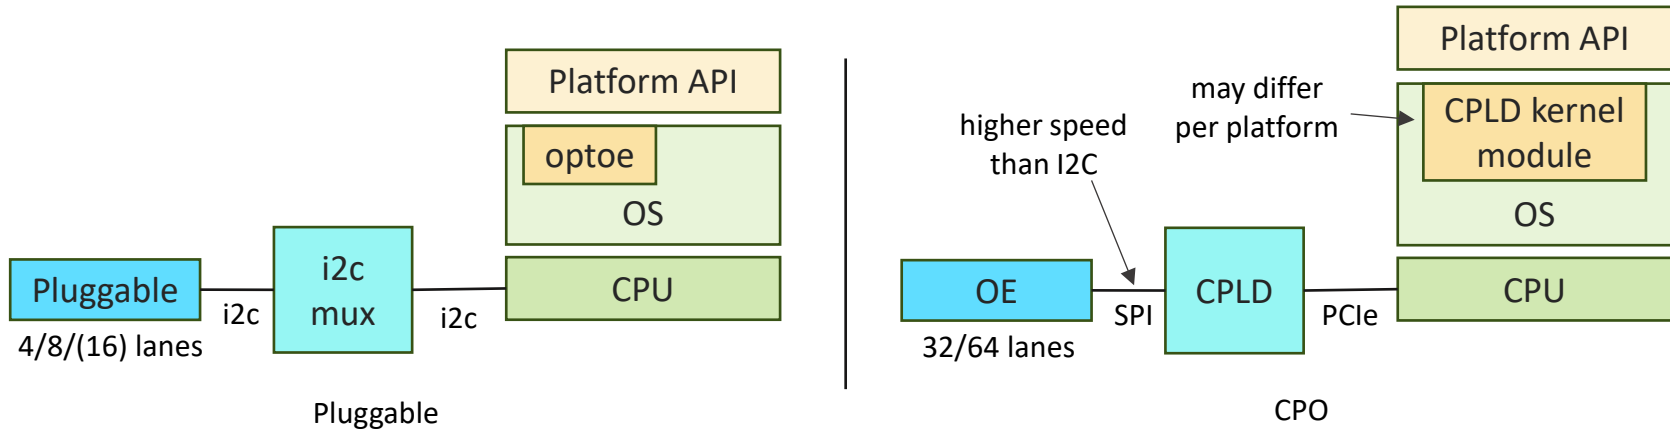 Platform API
optoe
OS
Pluggable
i2c
mux
CPU
i2c
i2c
4/8/(16) lanes
Pluggable
Platform API
may differ
per platform
CPLD kernel
module
higher speed
than I2C
OS
OE
CPLD
CPU
SPI
PCIe
32/64 lanes
CPO